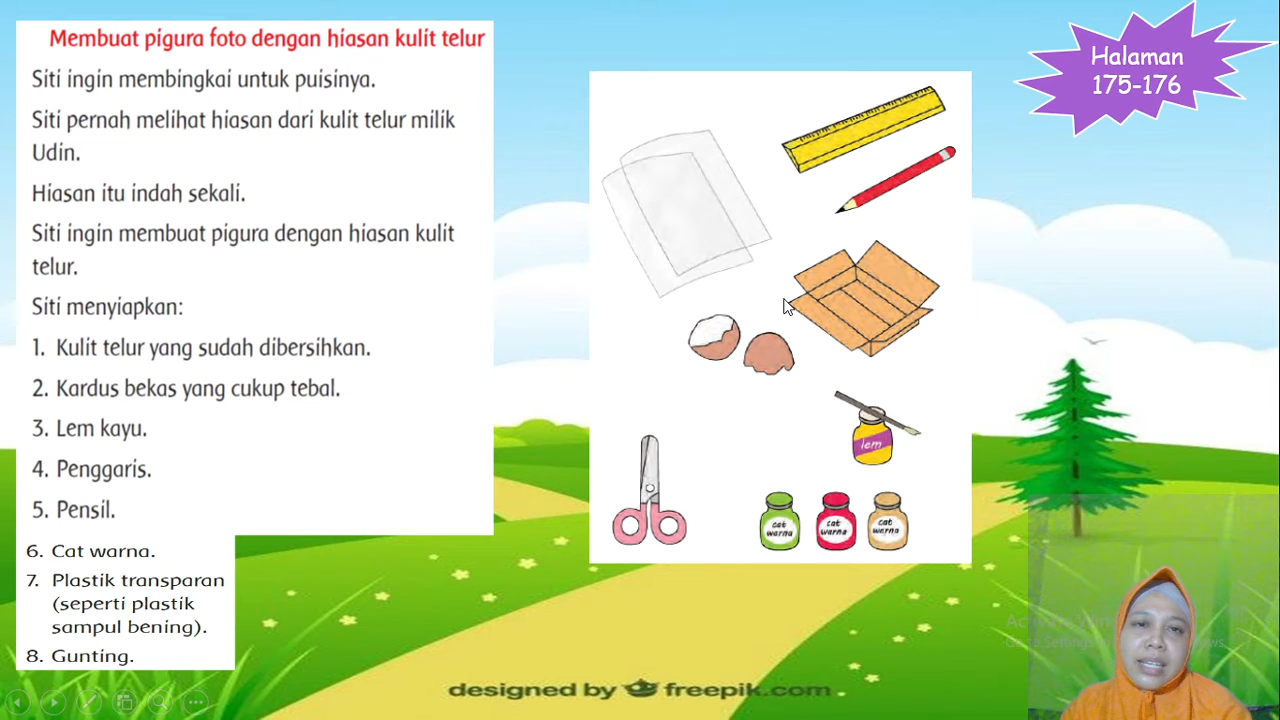 Membuat pigura foto dengan hiasan kulit telur
Siti ingin membingkai untuk puisinya.
Siti pernah melihat hiasan dari kulit telur milik
Udin.
Hiasan itu indah sekali.
Siti ingin membuat pigura dengan hiasan kulit
telur.
Siti menyiapkan:
1. Kulit telur yang sudah dibersihkan.
2. Kardus bekas yang cukup tebal.
3. Lem kayu.
4. Penggaris.
5. Pensil.
6. Cat warna.
7. Plastik transparan
(seperti plastik
sampul bening).
8. Gunting.
Halaman
175-176
lem
cat
warna
cat
warna
cat
warna
designed by freepik.com